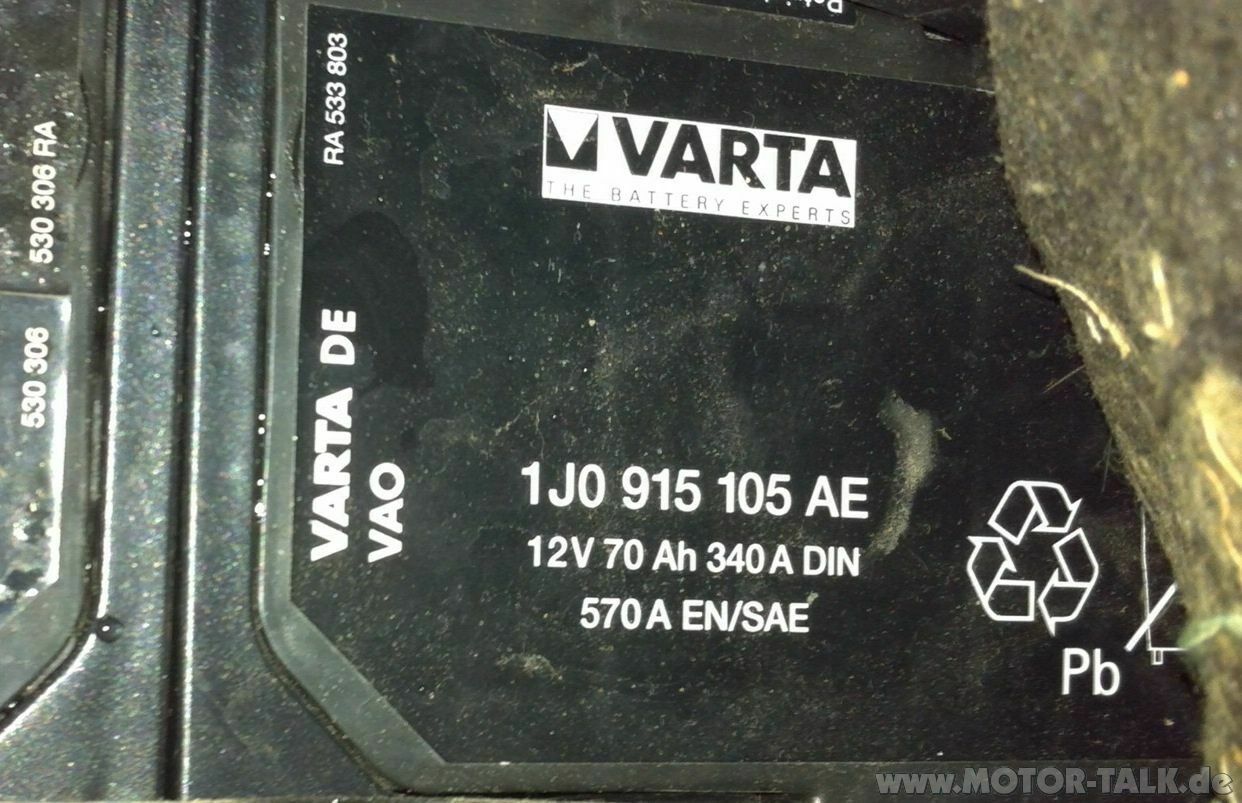 RA 533 803
530 306 RA
530 306
VARTA
THE BATTERY EXPERTS
VARTA DE
VAO
1J0 915 105 AE
12V 70 Ah 340 A DIN
570 A EN/SAE
Pb
www.MOTOR-TALK.de